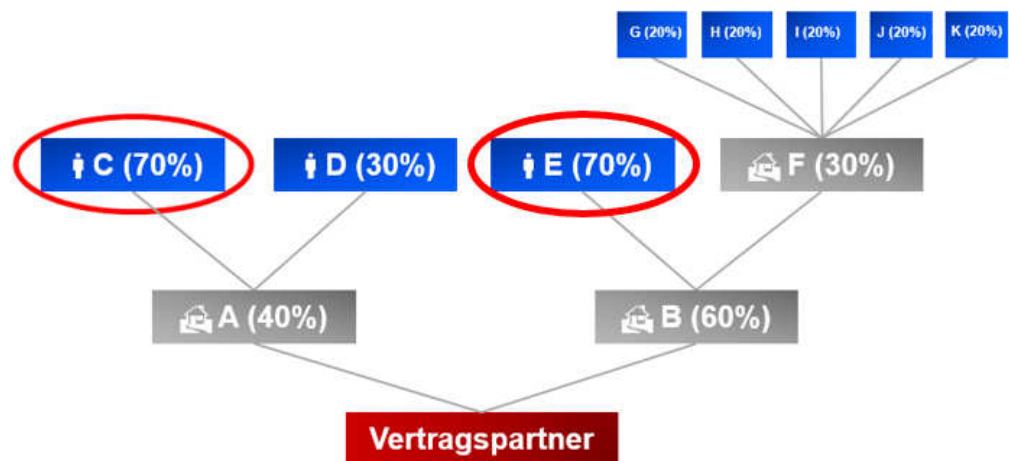 G (20%)
H (20%)
I (20%)
J (20%)
K (20%)
C (70%)
D (30%)
E (70%)
F (30%)
A (40%)
B (60%)
Vertragspartner